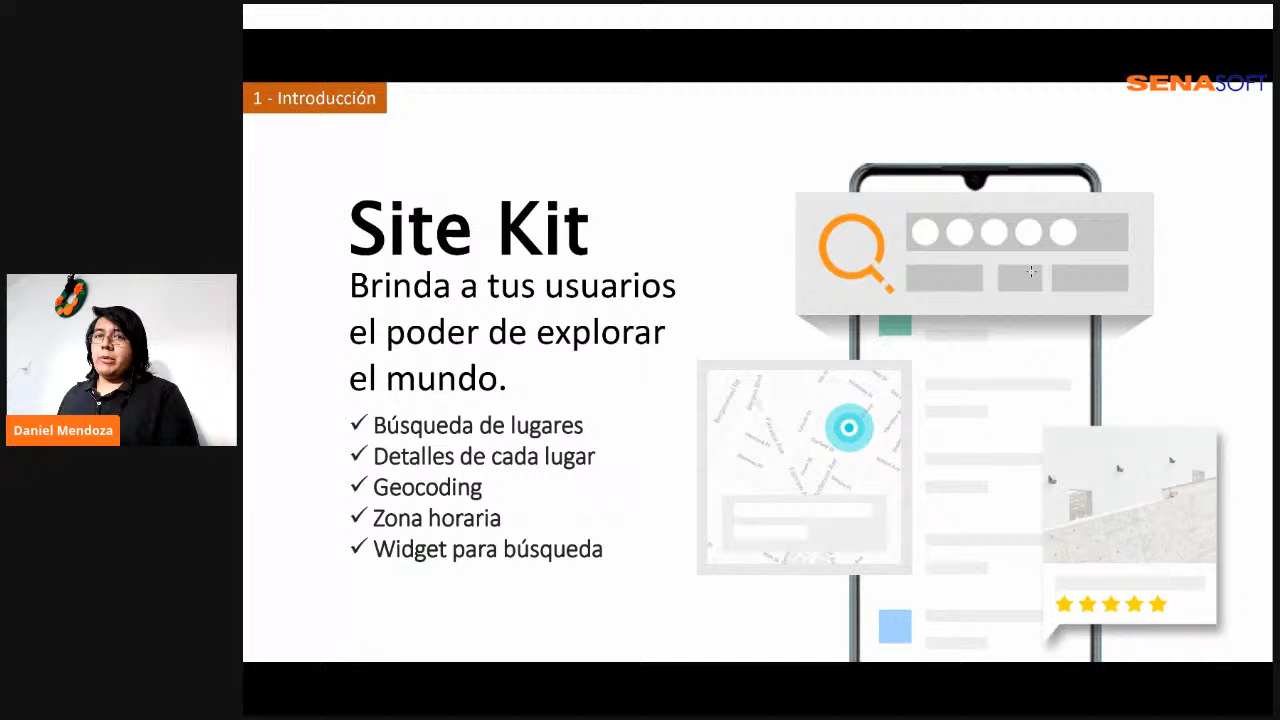 SENASOFT
1 - Introducción
Site Kit
Brinda a tus usuarios
el poder de explorar
el mundo.
✓ Búsqueda de lugares
✓ Detalles de cada lugar
✓ Geocoding
✓ Zona horaria
✓ Widget para búsqueda
Daniel Mendoza